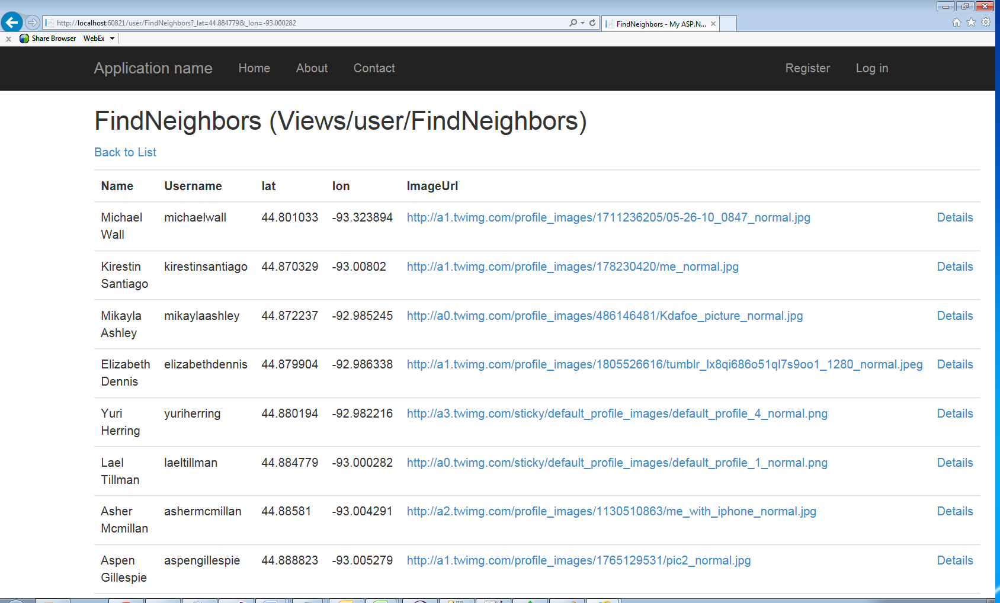 http://localhost:60821/user/FindNeighbors?_lat=44.884779&_lon=-93.000282
FindNeighbors - My ASP.N...
Share Browser WebEx
Application name Home About Contact Register Log in
FindNeighbors (Views/user/FindNeighbors)
Back to List
Name Username lat lon ImageUrl
Michael michaelwall 44.801033 -93.323894 http://a1.twimg.com/profile_images/1711236205/05-26-10_0847_normal.jpg Details
Wall
Kirestin kirestinsantiago 44.870329 -93.00802 http://a1.twimg.com/profile_images/178230420/me_normal.jpg Details
Santiago
Mikayla mikaylaashley 44.872237 -92.985245 http://a0.twimg.com/profile_images/486146481/Kdafoe_picture_normal.jpg Details
Ashley
Elizabeth elizabethdennis 44.879904 -92.986338 http://a1.twimg.com/profile_images/1805526616/tumblr_lx8qi686o51ql7s9oo1_1280_normal.jpeg Details
Dennis
Yuri yuriherring 44.880194 -92.982216 http://a3.twimg.com/sticky/default_profile_images/default_profile_4_normal.png Details
Herring
Lael laeltillman 44.884779 -93.000282 http://a0.twimg.com/sticky/default_profile_images/default_profile_1_normal.png Details
Tillman
Asher ashermcmillan 44.88581 -93.004291 http://a2.twimg.com/profile_images/1130510863/me_with_iphone_normal.jpg Details
Mcmillan
Aspen aspengillespie 44.888823 -93.005279 http://a1.twimg.com/profile_images/1765129531/pic2_normal.jpg Details
Gillespie